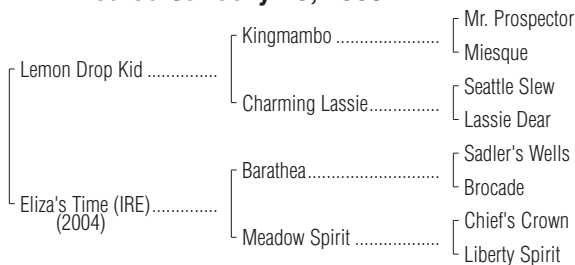 Mr. Prospector
Kingmambo ..................
Miesque
Lemon Drop Kid ...............
Seattle Slew
Charming Lassie...............
Lassie Dear
Sadler's Wells
Barathea.........................
Brocade
Eliza's Time (IRE)..............
(2004)
Chief's Crown
Meadow Spirit ..................
Liberty Spirit